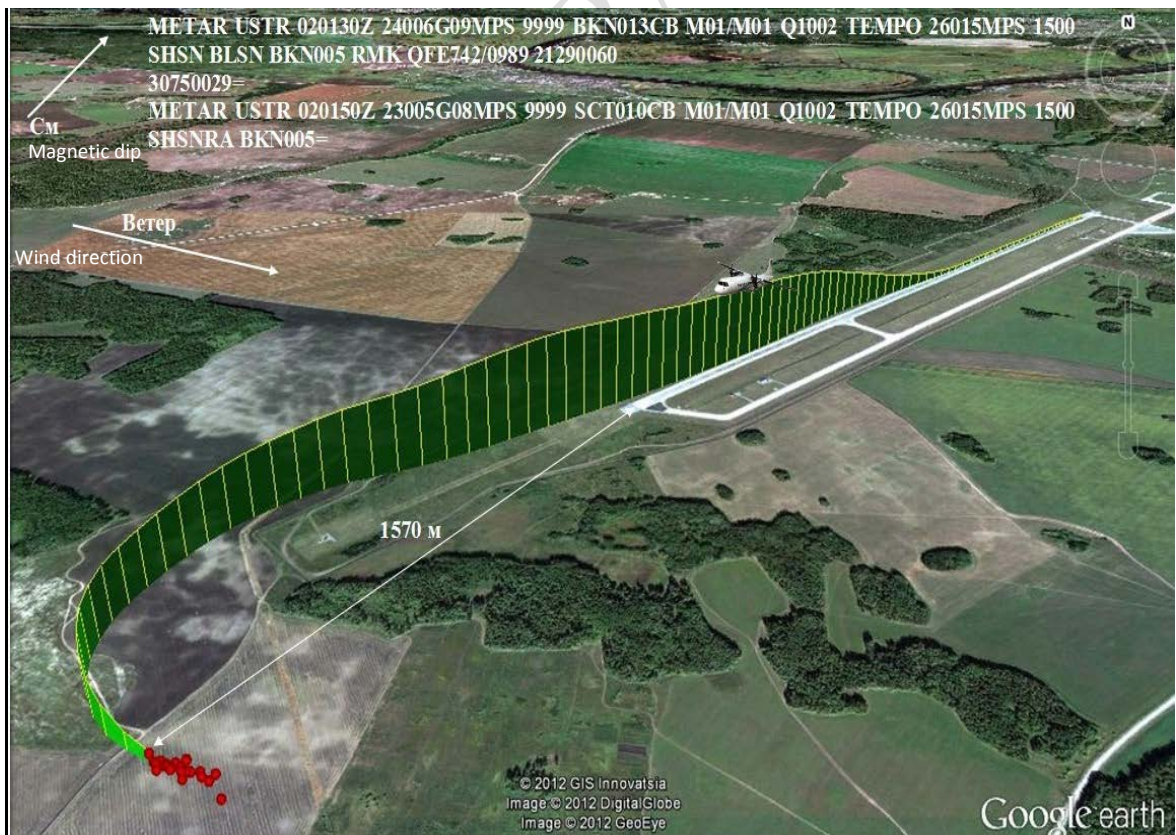 METAR USTR 020130Z 24006G09MPS 9999 BKN013CB M01/M01 Q1002 TEMPO 26015MPS 1500
SHSN BLSN BKN005 RMK QFE742/0989 21290060
30750029=
METAR USTR 020150Z 23005G08MPS 9999 SCT010CB M01/M01 Q1002 TEMPO 26015MPS 1500
SHSNRA BKN005=
См
Magnetic dip
Ветер
Wind direction
1570 м
N
© 2012 GIS Innovatsia
Image © 2012 DigitalGlobe
Image © 2012 GeoEye
Google earth